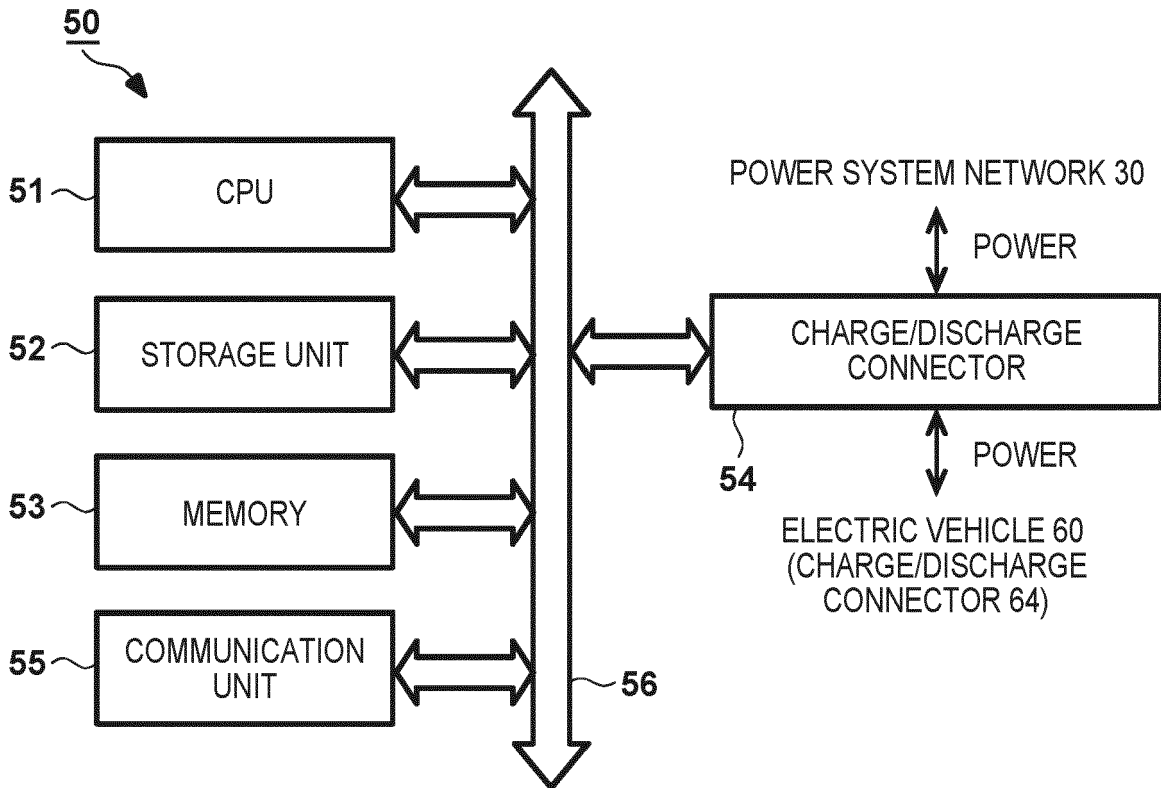 50
51
CPU
52
STORAGE UNIT
53
MEMORY
55
COMMUNICATION
UNIT
56
POWER SYSTEM NETWORK 30
POWER
CHARGE/DISCHARGE
CONNECTOR
54
POWER
ELECTRIC VEHICLE 60
(CHARGE/DISCHARGE
CONNECTOR 64)